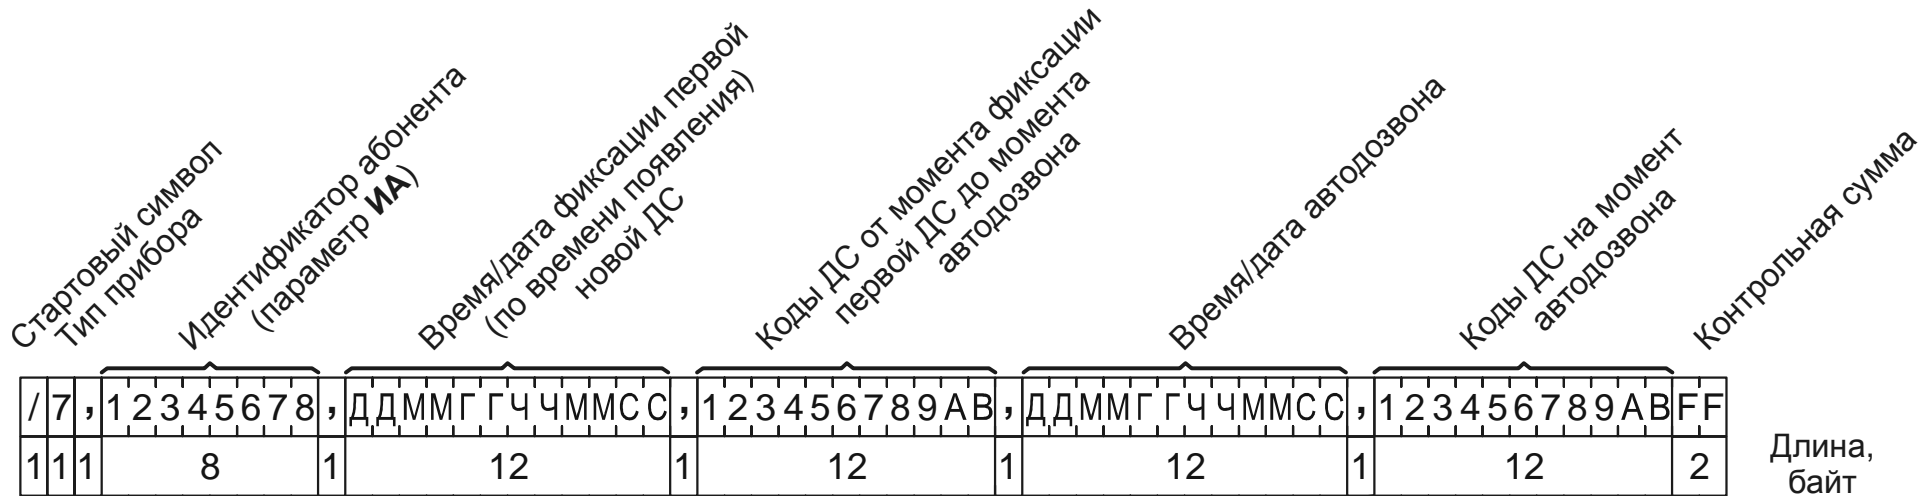 Стартовый символ
Тип прибора
Идентификатор абонента
(параметр ИА)
Время/дата фиксации первой
(по времени появления)
новой ДС
Коды ДС от момента фиксации
первой ДС до момента
автодозвона
Время/дата автодозвона
Коды ДС на момент
автодозвона
Контрольная сумма
/7,12345678,ДДММГГЧЧММСС,123456789AB,ДДММГГЧЧММСС,123456789ABFF
1 1 1 8 1 12 1 12 1 12 1 12 2
Длина,
байт